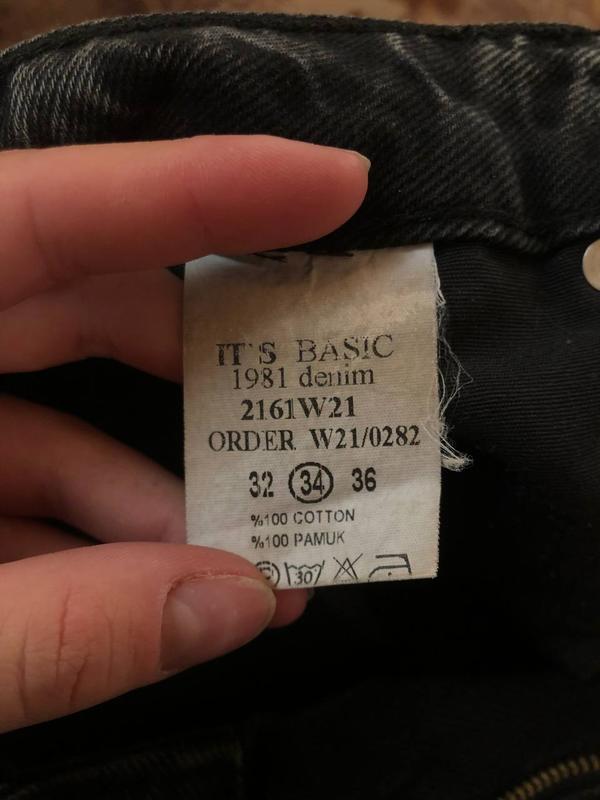 IT'S BASIC
1981 denim
2161W21
ORDER W21/0282
32 34 36
%100 COTTON
%100 PAMUK
30